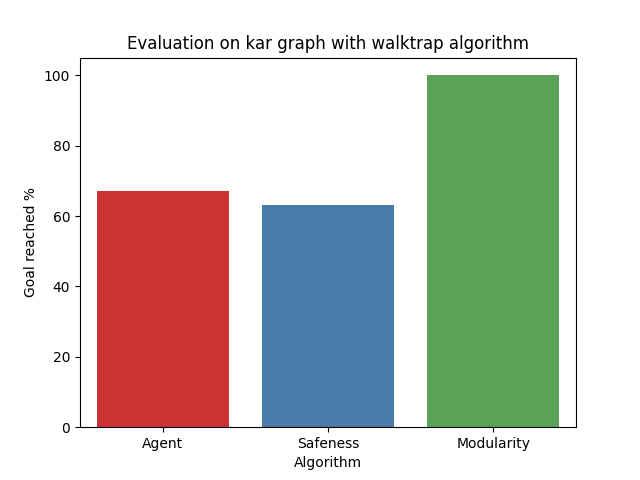 Evaluation on kar graph with walktrap algorithm
100
80
60
40
20
0
Goal reached %
Agent
Safeness
Modularity
Algorithm